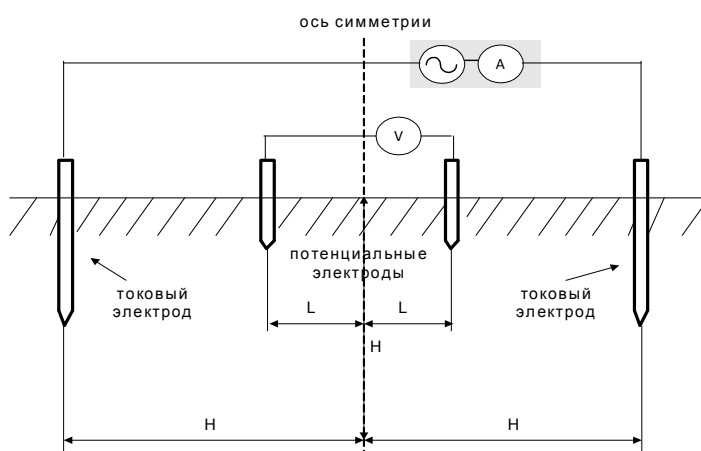 ось симметрии
A
V
потенциальные
электроды
токовый
электрод
токовый
электрод
L
L
H
H
H